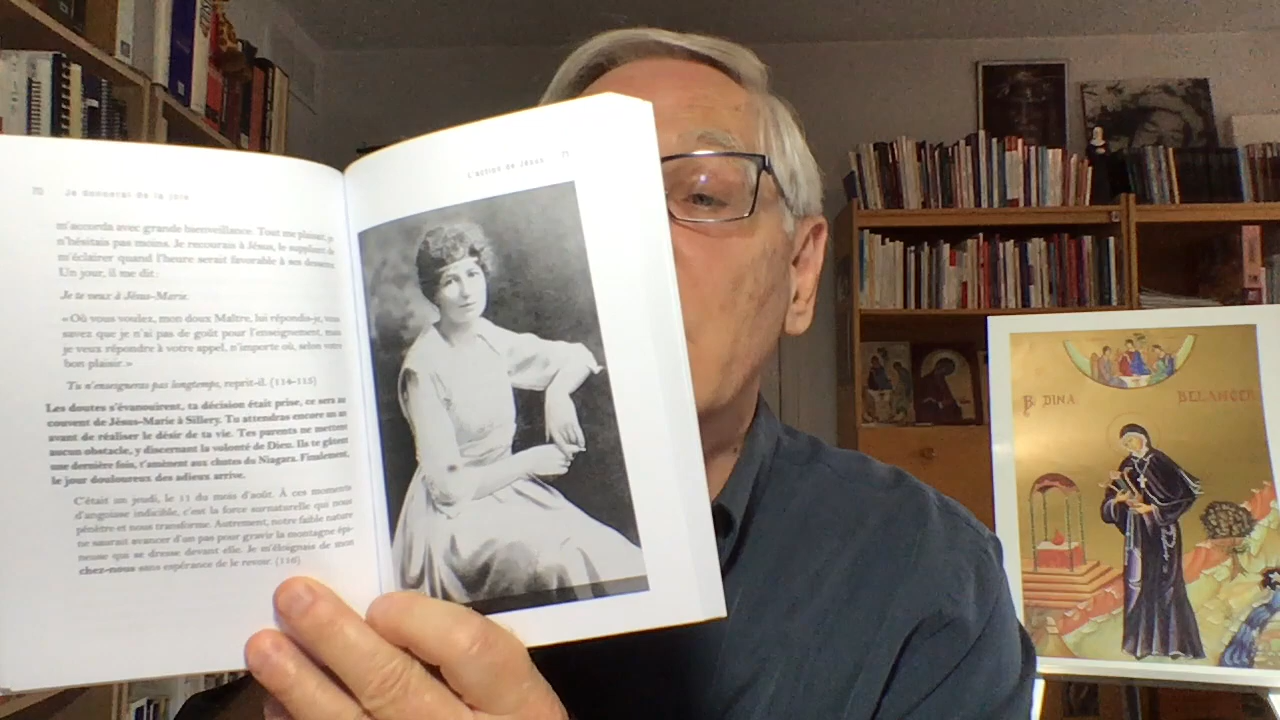 70 Je donnerai de la joie
m'accorda avec grande bienveillance. Tout me plaisait, je
n'hésitais pas moins. Je recourais à Jésus, le suppliant de
m'éclairer quand l'heure serait favorable à ses desseins.
Un jour, il me dit:
Je te veux à Jésus-Marie.
«Où vous voulez, mon doux Maître, lui répondis-je, vous
savez que je n'ai pas de goût pour l'enseignement, mais
je veux répondre à votre appel, n'importe où, selon votre
bon plaisir.»
Tu n'enseigneras pas longtemps, reprit-il. (114-115)
Les doutes s'évanouirent, ta décision était prise, ce sera au
couvent de Jésus-Marie à Sillery. Tu attendras encore un an
avant de réaliser le désir de ta vie. Tes parents ne mettent
aucun obstacle, y discernant la volonté de Dieu. Ils te gâtent
une dernière fois, t'amènent aux chutes du Niagara. Finalement,
le jour douloureux des adieux arrive.
C'était un jeudi, le 11 du mois d'août. À ces moments
d'angoisse indicible, c'est la force surnaturelle qui nous
pénètre et nous transforme. Autrement, notre faible nature
ne saurait avancer d'un pas pour gravir la montagne épi-
neuse qui se dresse devant elle. Je m'éloignais de mon
chez-nous sans espérance de le revoir. (116)
L'action de Jésus 71
B. DINA BELANGER